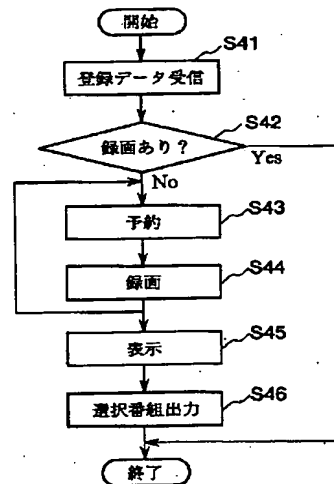 開始
S41
登録データ受信
S42
録画あり?
Yes
No
S43
予約
S44
録画
S45
表示
S46
選択番組出力
終了